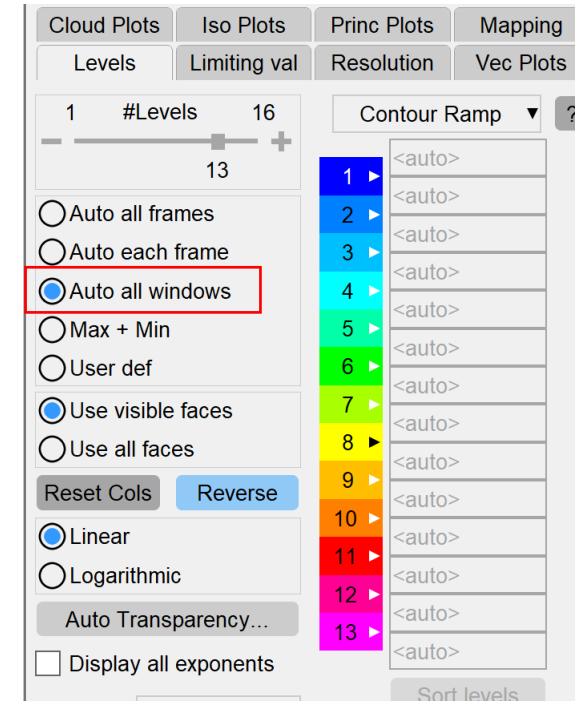 Cloud Plots Iso Plots Princ Plots Mapping
Levels Limiting val Resolution Vec Plots
1 #Levels 16
13
Auto all frames
Auto each frame
Auto all windows
Max + Min
User def
Use visible faces
Use all faces
Reset Cols Reverse
Linear
Logarithmic
Auto Transparency...
Display all exponents
Contour Ramp ?
<auto>
1
<auto>
2
<auto>
3
<auto>
4
<auto>
5
<auto>
6
<auto>
7
<auto>
8
<auto>
9
<auto>
10
<auto>
11
<auto>
12
<auto>
13
<auto>
Sort levels